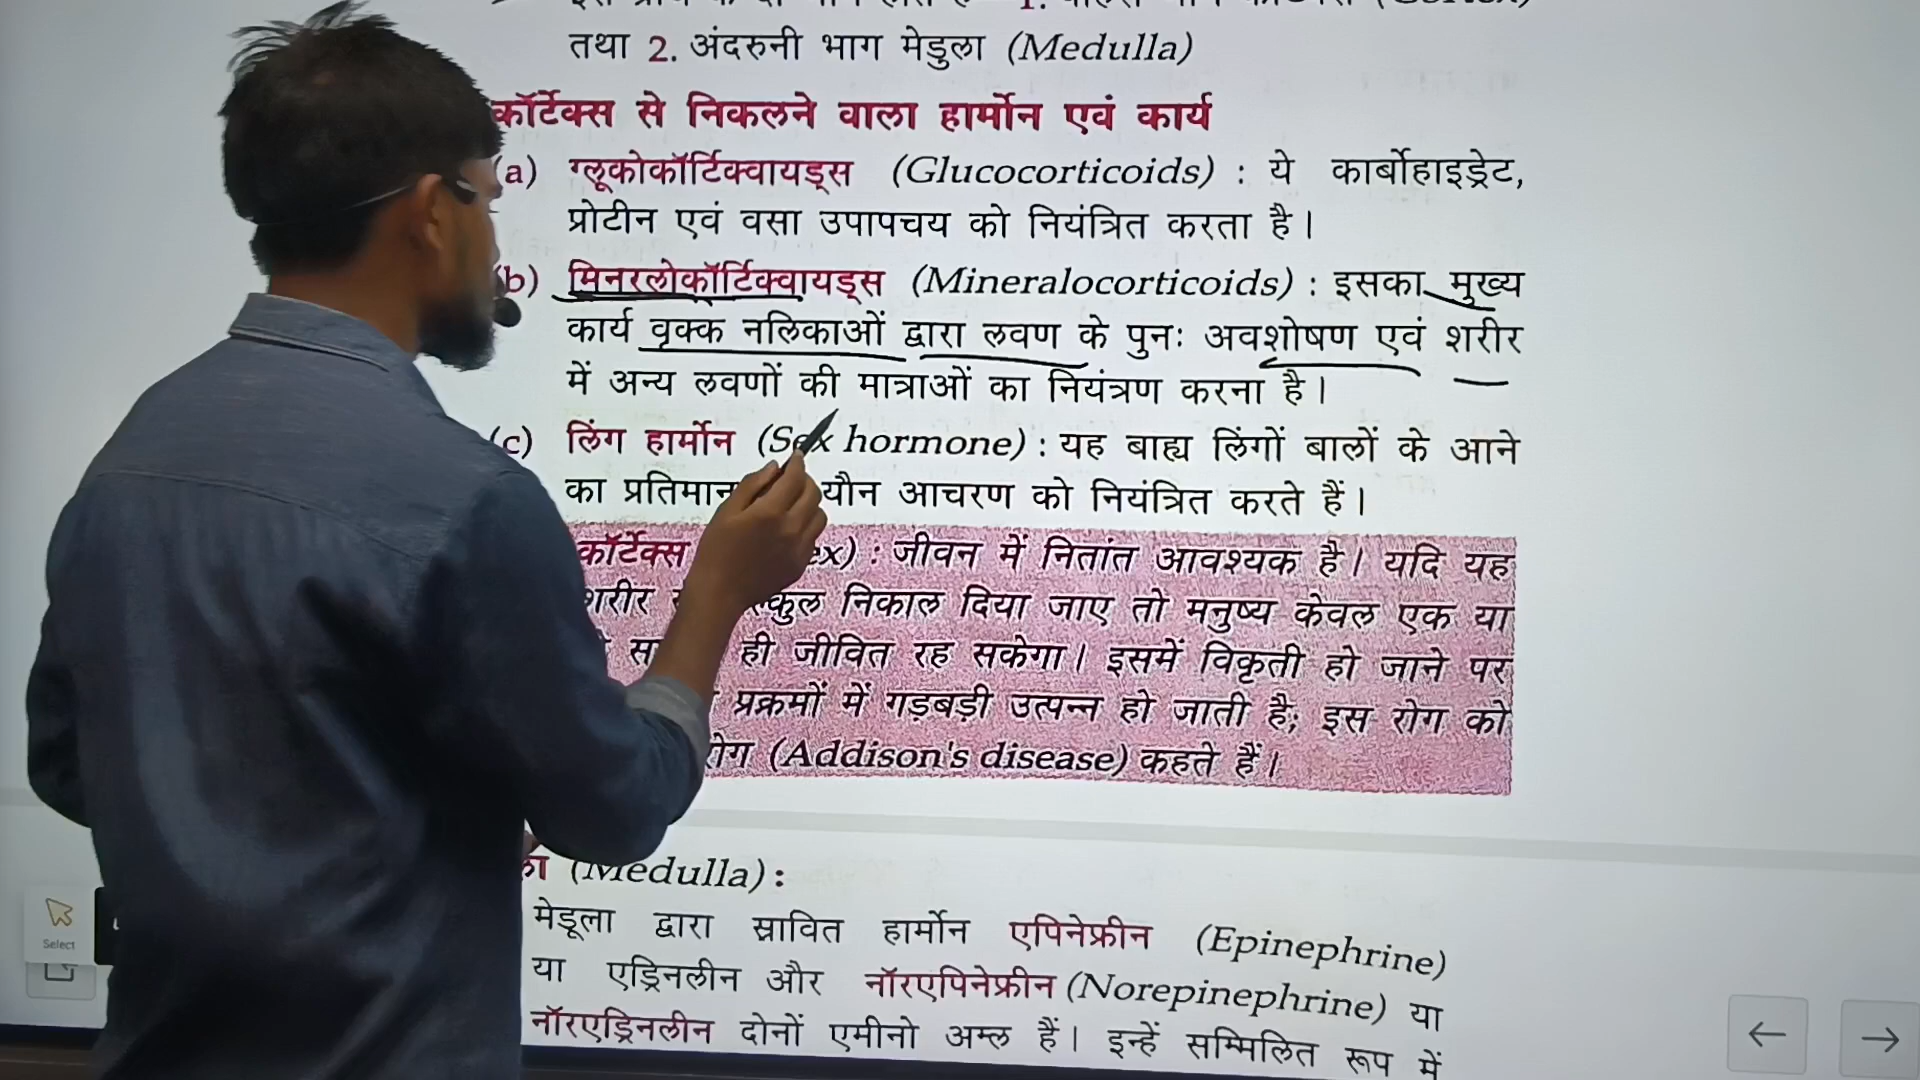 तथा 2. अंदरुनी भाग मेडुला (Medulla)
कॉर्टेक्स से निकलने वाला हार्मोन एवं कार्य
(a) ग्लूकोकॉर्टिक्वायड्स (Glucocorticoids) : ये कार्बोहाइड्रेट,
प्रोटीन एवं वसा उपापचय को नियंत्रित करता है।
(b) मिनरलोकॉर्टिक्वायड्स (Mineralocorticoids) : इसका मुख्य
कार्य वृक्क नलिकाओं द्वारा लवण के पुनः अवशोषण एवं शरीर
में अन्य लवणों की मात्राओं का नियंत्रण करना है।
(c) लिंग हार्मोन (Sex hormone) : यह बाह्य लिंगों बालों के आने
का प्रतिमान यौन आचरण को नियंत्रित करते हैं।
कॉर्टेक्स : जीवन में नितांत आवश्यक है। यदि यह
शरीर निकाल दिया जाए तो मनुष्य केवल एक या
ही जीवित रह सकेगा। इसमें विकृती हो जाने पर
प्रक्रमों में गड़बड़ी उत्पन्न हो जाती है; इस रोग को
रोग (Addison's disease) कहते हैं।
(Medulla) :
मेडूला द्वारा स्रावित हार्मोन एपिनेफ्रीन (Epinephrine)
या एड्रिनलीन और नॉरएपिनेफ्रीन (Norepinephrine) या
नॉरएड्रिनलीन दोनों एमीनो अम्ल हैं। इन्हें सम्मिलित रूप में
Select